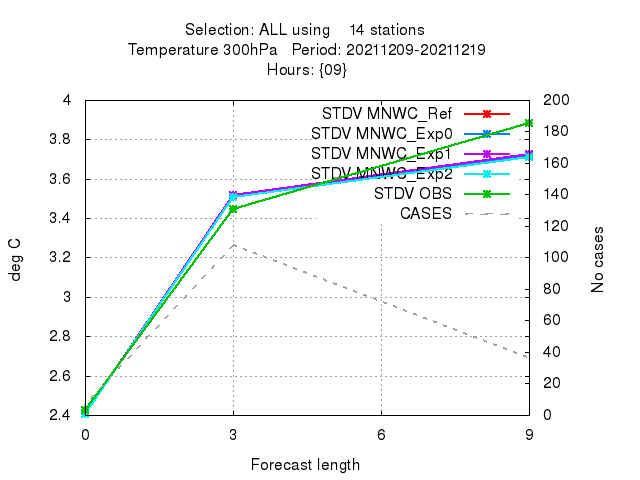 Selection: ALL using    14 stations
Temperature 300hPa   Period: 20211209-20211219
Hours: {09}
4 200
STDV MNWC_Ref
3.8 180
STDV MNWC_Exp0
STDV MNWC_Exp1 160
3.6 STDV MNWC_Exp2
STDV OBS 140
3.4 CASES 120
3.2 100
deg C No cases
3 80
2.8 60
40
2.6 20
2.4 0
0 3 6 9
Forecast length